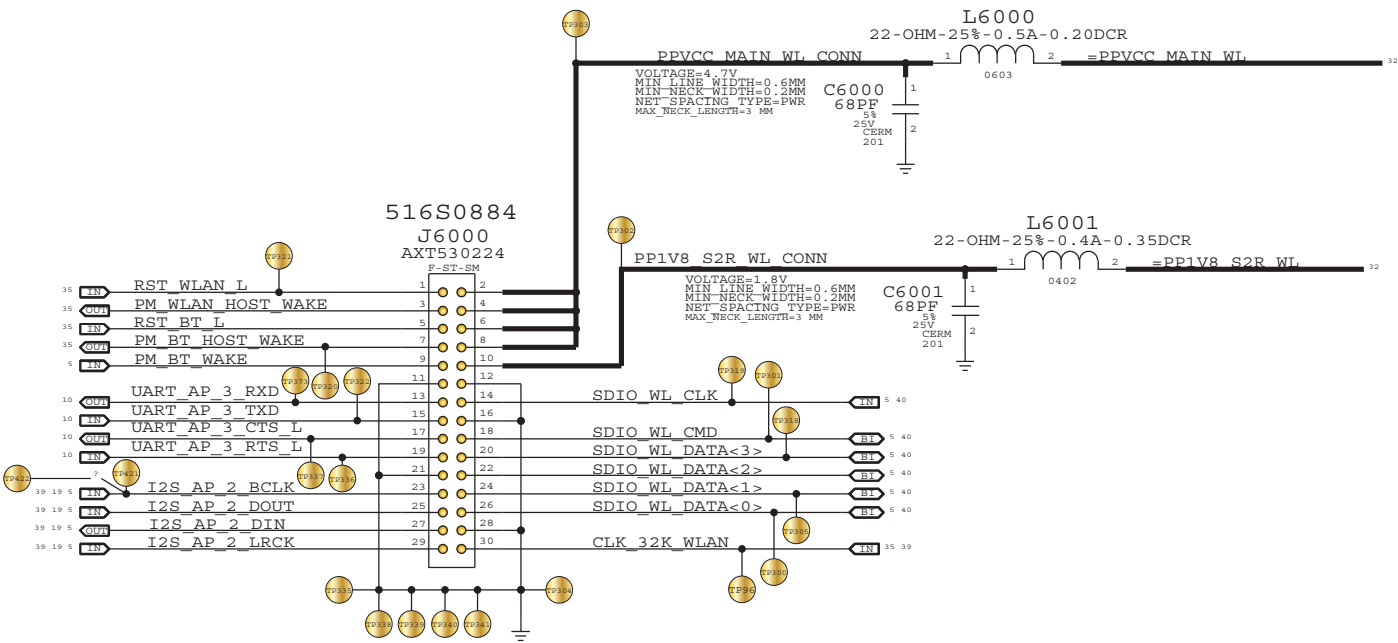 TP303
L6000
22-OHM-25%-0.5A-0.20DCR
PPVCC_MAIN_WL_CONN
1 2
=PPVCC_MAIN_WL
32
0603
VOLTAGE=4.7V
MIN_LINE_WIDTH=0.6MM
MIN_NECK_WIDTH=0.2MM
NET_SPACING_TYPE=PWR
MAX_NECK_LENGTH=3 MM
C6000
68PF
5%
25V
CERM
201
1
2
516S0884
J6000
AXT530224
F-ST-SM
TP302
L6001
22-OHM-25%-0.4A-0.35DCR
PP1V8_S2R_WL_CONN
1 2
=PP1V8_S2R_WL
32
0402
VOLTAGE=1.8V
MIN_LINE_WIDTH=0.6MM
MIN_NECK_WIDTH=0.2MM
NET_SPACING_TYPE=PWR
MAX_NECK_LENGTH=3 MM
C6001
68PF
5%
25V
CERM
201
1
2
TP321
35 IN RST_WLAN_L 1 2
35 OUT PM_WLAN_HOST_WAKE 3 4
35 IN RST_BT_L 5 6
35 OUT PM_BT_HOST_WAKE 7 8
5 IN PM_BT_WAKE 9 10
TP373 TP320 TP322
11 12
TP319 TP301
10 OUT UART_AP_3_RXD 13 14 SDIO_WL_CLK IN 5 40
10 IN UART_AP_3_TXD 15 16
TP318
10 OUT UART_AP_3_CTS_L 17 18 SDIO_WL_CMD BI 5 40
10 IN UART_AP_3_RTS_L 19 20 SDIO_WL_DATA<3> BI 5 40
TP422 ? TP421 TP337 TP336
21 22 SDIO_WL_DATA<2> BI 5 40
39 19 5 IN I2S_AP_2_BCLK 23 24 SDIO_WL_DATA<1> BI 5 40
39 19 5 IN I2S_AP_2_DOUT 25 26 SDIO_WL_DATA<0> BI 5 40
39 19 5 OUT I2S_AP_2_DIN 27 28
TP305
39 19 5 IN I2S_AP_2_LRCK 29 30 CLK_32K_WLAN IN 35 39
TP300
TP335 TP304 TP96
TP338 TP339 TP340 TP341